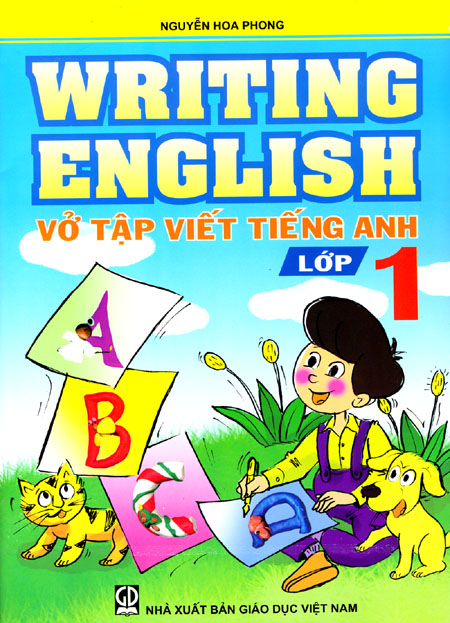 NGUYỄN HOA PHONG
WRITING
ENGLISH
VỞ TẬP VIẾT TIẾNG ANH
LỚP 1
A
B
C
D
GD
NHÀ XUẤT BẢN GIÁO DỤC VIỆT NAM